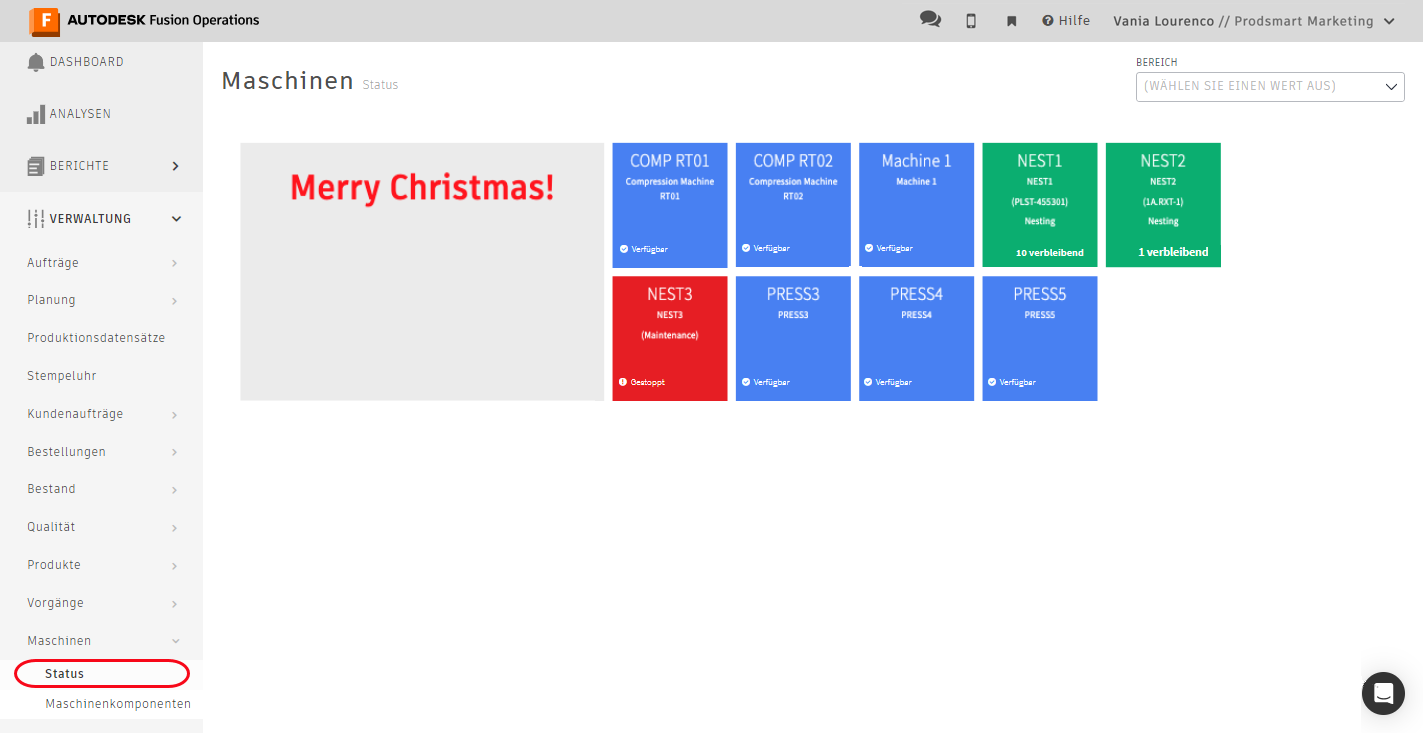 F AUTODESK Fusion Operations
Hilfe
Vania Lourenco // Prodsmart Marketing
DASHBOARD
ANALYSEN
BERICHTE
VERWALTUNG
Aufträge
Planung
Produktionsdatensätze
Stempeluhr
Kundenaufträge
Bestellungen
Bestand
Qualität
Produkte
Vorgänge
Maschinen
Status
Maschinenkomponenten
Maschinen Status
BEREICH
(WÄHLEN SIE EINEN WERT AUS)
Merry Christmas!
COMP RT01
Compression Machine
RT01
Verfügbar
COMP RT02
Compression Machine
RT02
Verfügbar
Machine 1
Machine 1
Verfügbar
NEST1
NEST1
(PLST-455301)
Nesting
10 verbleibend
NEST2
NEST2
(1A.RXT-1)
Nesting
1 verbleibend
NEST3
NEST3
(Maintenance)
Gestoppt
PRESS3
PRESS3
Verfügbar
PRESS4
PRESS4
Verfügbar
PRESS5
PRESS5
Verfügbar